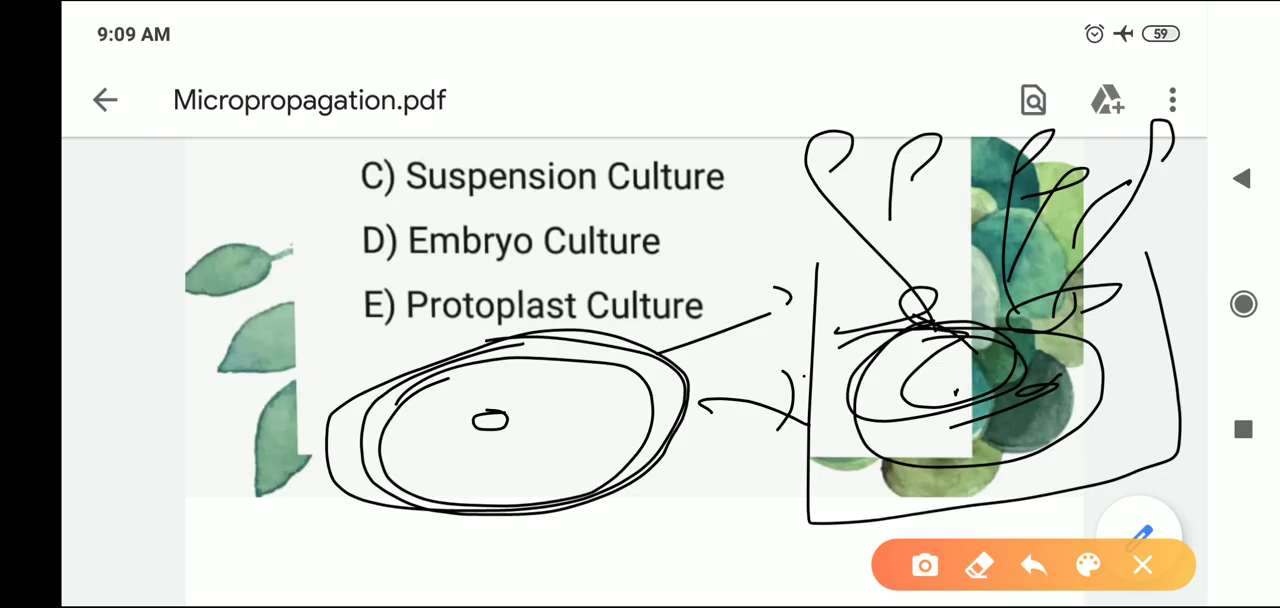 9:09 AM
59
Micropropagation.pdf
C) Suspension Culture
D) Embryo Culture
E) Protoplast Culture